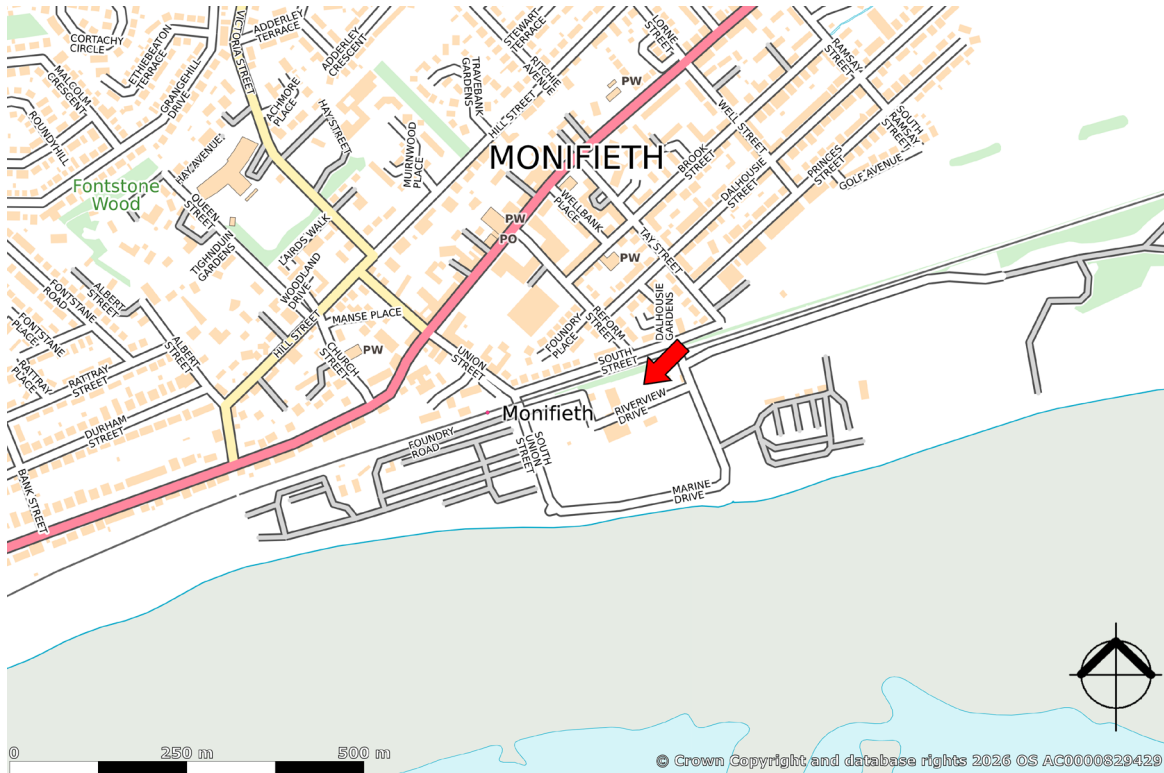 CORTACHY
CIRCLE
ETHIEBEATON
TERRACE
VICTORIA STREET
ADDERLEY
TERRACE
ADDERLEY
CRESCENT
STEWART
TERRACE
LORNE
STREET
RAMSAY
STREET
MALCOLM
CRESCENT
GRANGEHILL
DRIVE
ROUNDYHILL
ACHMORE
PLACE
HAY STREET
TRAVEBANK
GARDENS
RITCHIE
AVENUE
HILL STREET
PW
WELL STREET
SOUTH
RAMSAY
STREET
HAY AVENUE
MUIRNWOOD
PLACE
MONIFIETH
BROOK
STREET
PRINCES
STREET
GOLF AVENUE
DALHOUSIE
STREET
Fontstone
Wood
QUEEN
STREET
WELLBANK
PLACE
PW
PO
LAIRDS WALK
TIGHNDUIN
GARDENS
TAY STREET
PW
WOODLAND
DRIVE
FONTSTANE
ROAD
ALBERT
STREET
MANSE PLACE
HILL STREET
DALHOUSIE
GARDENS
REFORM
STREET
FOUNDRY
PLACE
FONTSTANE
PLACE
ALBERT
STREET
CHURCH
STREET
PW
UNION
STREET
SOUTH
STREET
RATTRAY
PLACE
RATTRAY
STREET
Monifieth
RIVERVIEW
DRIVE
DURHAM
STREET
FOUNDRY
ROAD
SOUTH
UNION
STREET
BANK STREET
MARINE
DRIVE
0
250 m
500 m
© Crown Copyright and database rights 2026 OS AC0000829429